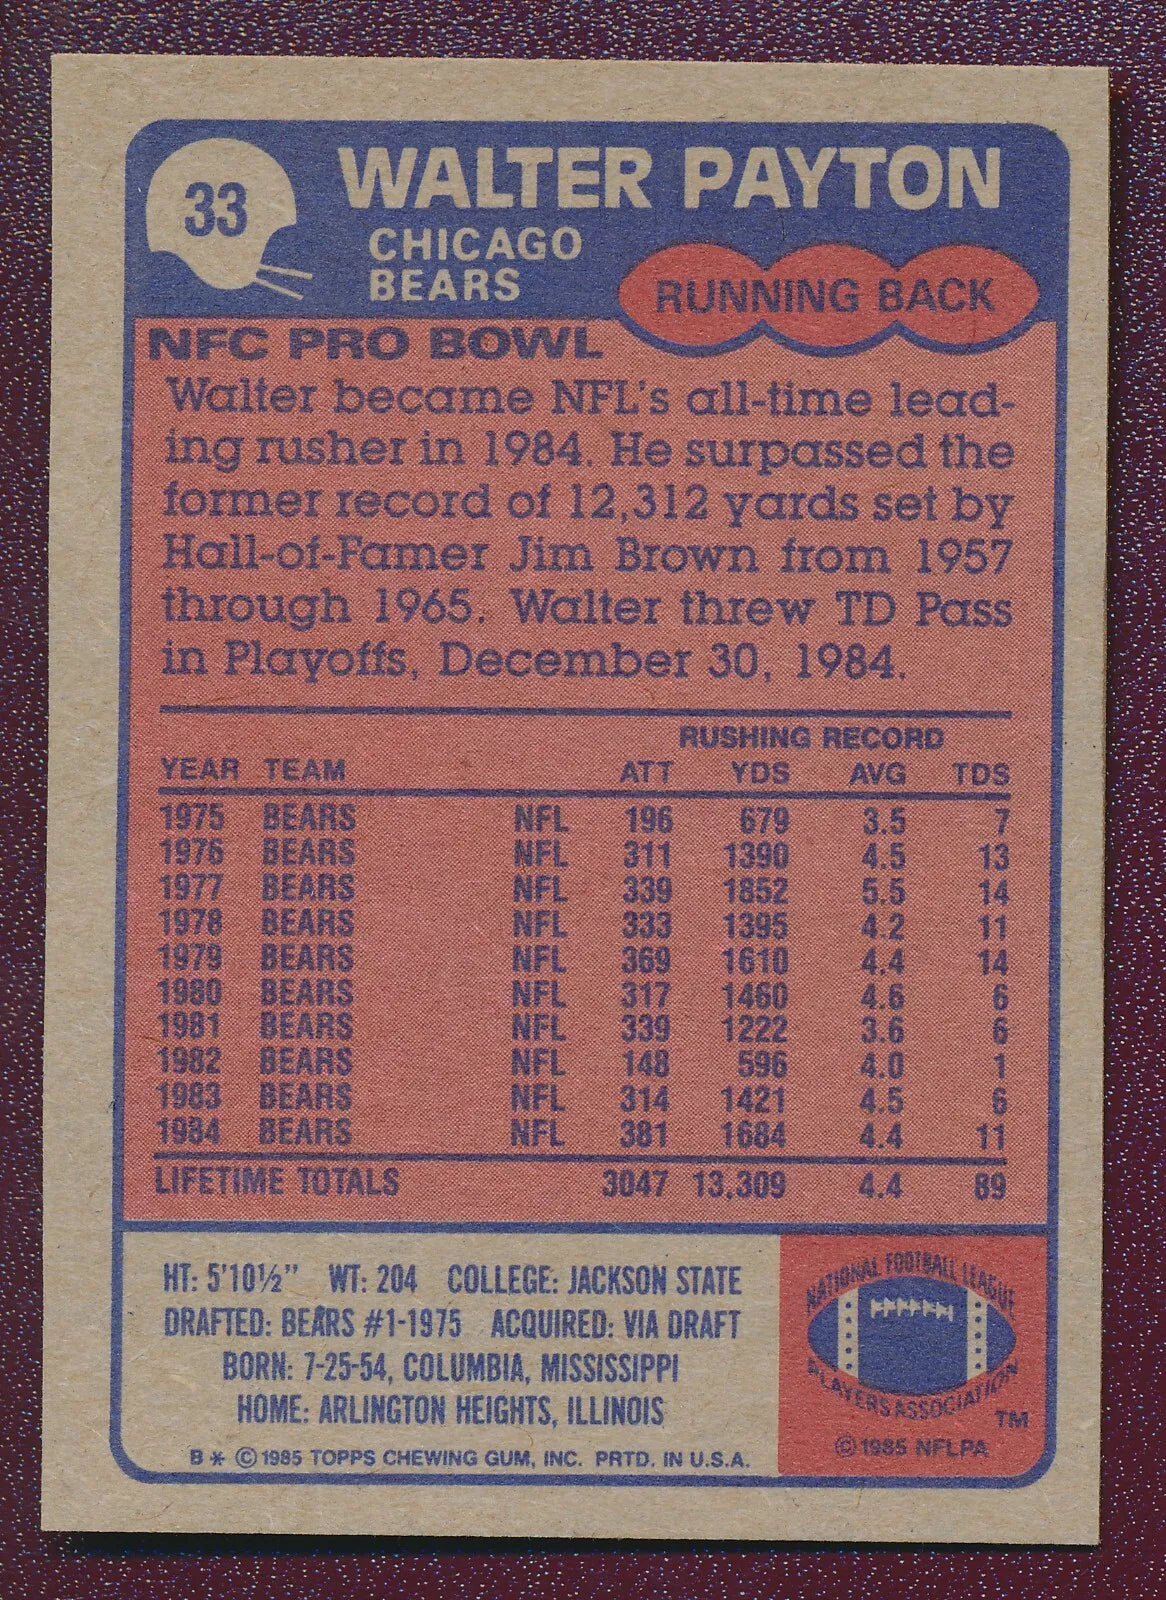 33
WALTER PAYTON
CHICAGO
BEARS
RUNNING BACK
NFC PRO BOWL
Walter became NFL's all-time lead-
ing rusher in 1984. He surpassed the
former record of 12,312 yards set by
Hall-of-Famer Jim Brown from 1957
through 1965. Walter threw TD Pass
in Playoffs, December 30, 1984.
RUSHING RECORD
YEAR TEAM ATT YDS AVG TDS
1975 BEARS NFL 196 679 3.5 7
1976 BEARS NFL 311 1390 4.5 13
1977 BEARS NFL 339 1852 5.5 14
1978 BEARS NFL 333 1395 4.2 11
1979 BEARS NFL 369 1610 4.4 14
1980 BEARS NFL 317 1460 4.6 6
1981 BEARS NFL 339 1222 3.6 6
1982 BEARS NFL 148 596 4.0 1
1983 BEARS NFL 314 1421 4.5 6
1984 BEARS NFL 381 1684 4.4 11
LIFETIME TOTALS 3047 13,309 4.4 89
HT: 5'10½" WT: 204 COLLEGE: JACKSON STATE
DRAFTED: BEARS #1-1975 ACQUIRED: VIA DRAFT
BORN: 7-25-54, COLUMBIA, MISSISSIPPI
HOME: ARLINGTON HEIGHTS, ILLINOIS
B* ©1985 TOPPS CHEWING GUM, INC. PRTD. IN U.S.A.
NATIONAL FOOTBALL LEAGUE
PLAYERS ASSOCIATION
TM
©1985 NFLPA